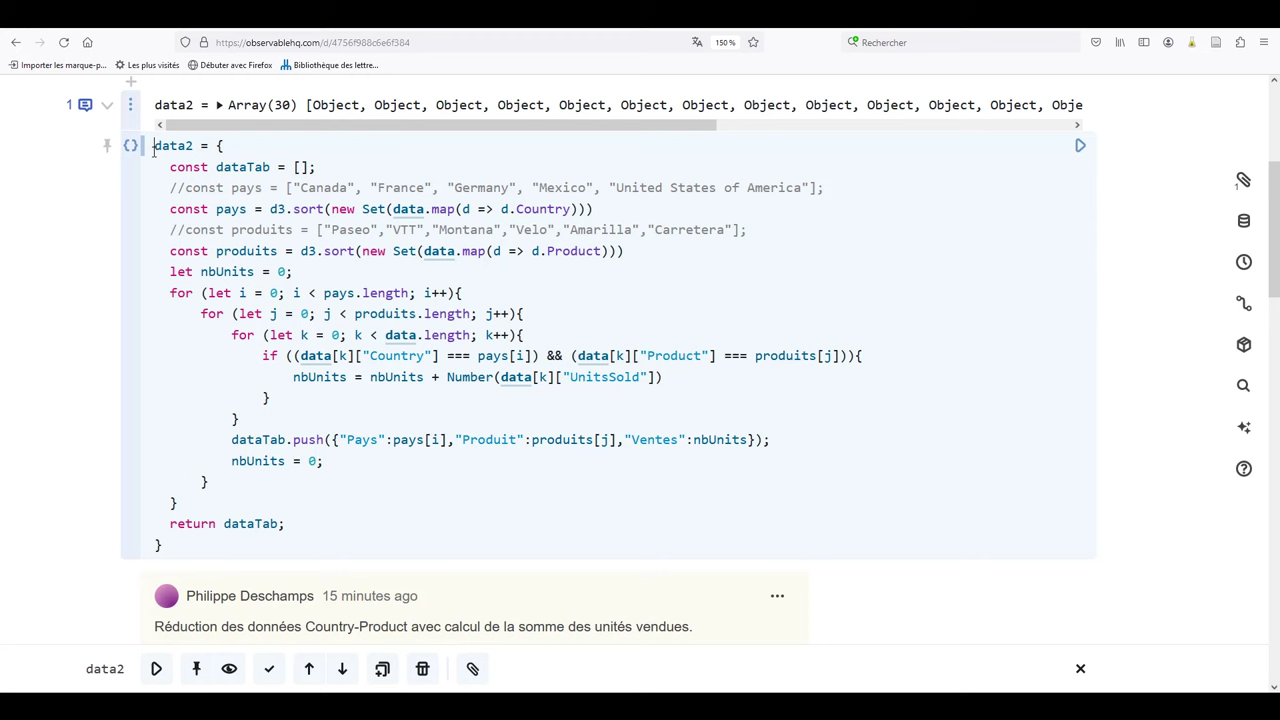 https://observablehq.com/d/4756f988c6e6f384
150 %
Rechercher
Importer les marque-p...
Les plus visités
Débuter avec Firefox
Bibliothèque des lettre...
1
data2 = ▶ Array(30) [Object, Object, Object, Object, Object, Object, Object, Object, Object, Object, Object, Object, Obje
data2 = {
const dataTab = [];
//const pays = ["Canada", "France", "Germany", "Mexico", "United States of America"];
const pays = d3.sort(new Set(data.map(d => d.Country)))
//const produits = ["Paseo","VTT","Montana","Velo","Amarilla","Carretera"];
const produits = d3.sort(new Set(data.map(d => d.Product)))
let nbUnits = 0;
for (let i = 0; i < pays.length; i++){
for (let j = 0; j < produits.length; j++){
for (let k = 0; k < data.length; k++){
if ((data[k]["Country"] === pays[i]) && (data[k]["Product"] === produits[j])){
nbUnits = nbUnits + Number(data[k]["UnitsSold"])
}
}
dataTab.push({"Pays":pays[i],"Produit":produits[j],"Ventes":nbUnits});
nbUnits = 0;
}
}
return dataTab;
}
1
Philippe Deschamps 15 minutes ago
Réduction des données Country-Product avec calcul de la somme des unités vendues.
data2